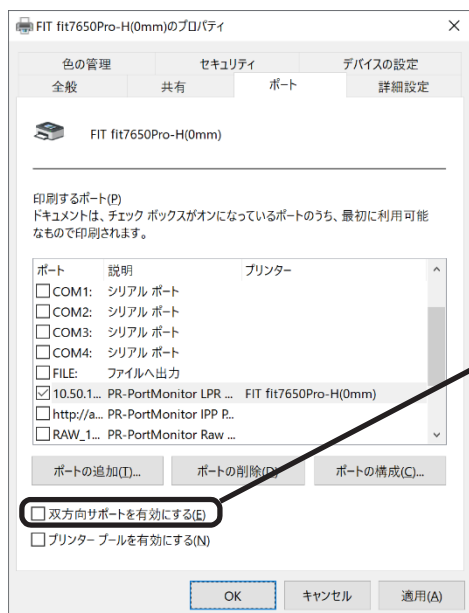 FIT fit7650Pro-H(0mm)のプロパティ
色の管理 セキュリティ デバイスの設定
全般 共有 ポート 詳細設定
FIT fit7650Pro-H(0mm)
印刷するポート(P)
ドキュメントは、チェック ボックスがオンになっているポートのうち、最初に利用可能
なもので印刷されます。
ポート 説明 プリンター
COM1: シリアル ポート
COM2: シリアル ポート
COM3: シリアル ポート
COM4: シリアル ポート
FILE: ファイルへ出力
10.50.1... PR-PortMonitor LPR ... FIT fit7650Pro-H(0mm)
http://a... PR-PortMonitor IPP P...
RAW_1... PR-PortMonitor Raw ...
ポートの追加(T)... ポートの削除(D) ポートの構成(C)...
双方向サポートを有効にする(E)
プリンター プールを有効にする(N)
OK キャンセル 適用(A)